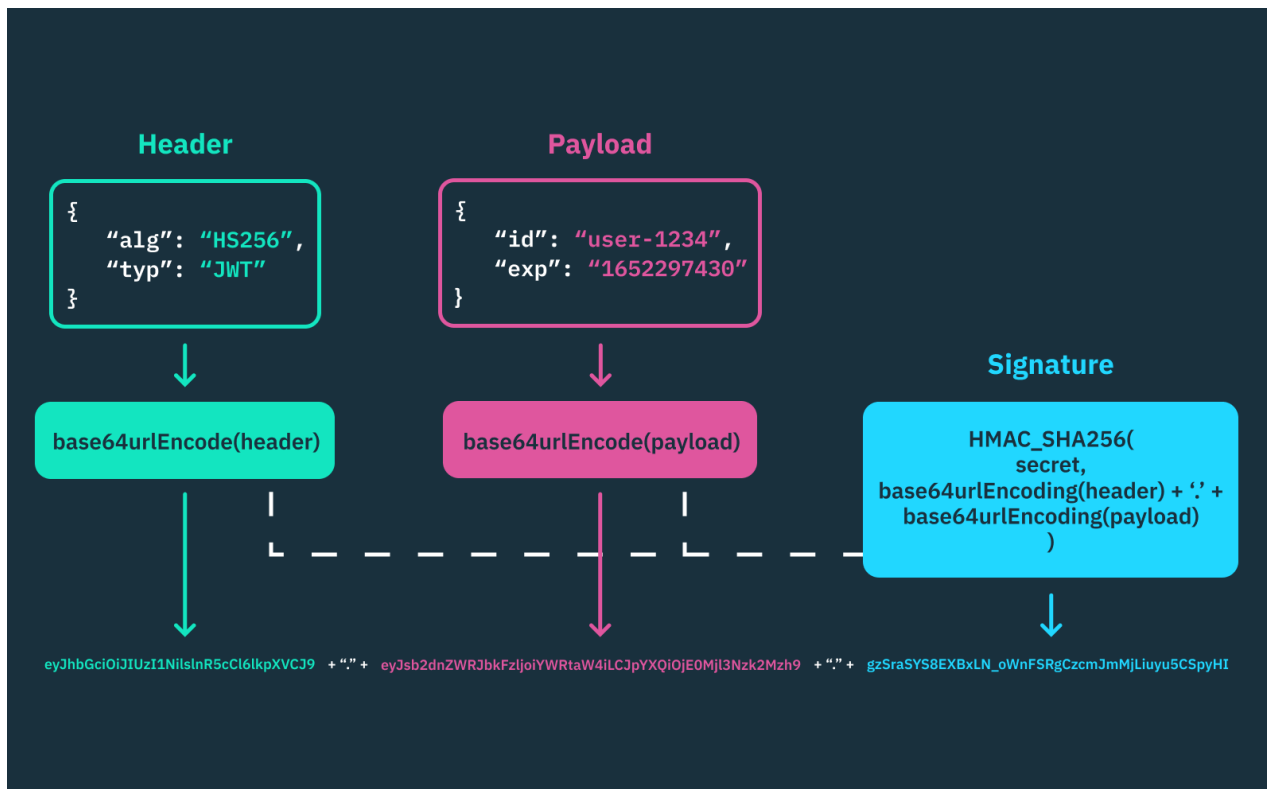 Header
{
“alg”: “HS256”,
“typ”: “JWT”
}
base64urlEncode(header)
Payload
{
“id”: “user-1234”,
“exp”: “1652297430”
}
base64urlEncode(payload)
Signature
HMAC_SHA256(
secret,
base64urlEncoding(header) + ‘.’ +
base64urlEncoding(payload)
)
eyJhbGciOiJIUzI1NiIsInR5cCI6IkpXVCJ9 + “.” + eyJsb2dnZWRJbkFzIjoiYWRtaW4iLCJpYXQiOjE0MjI3Nzk2Mzh9 + “.” + gzSraSYS8EXBxLN_oWnFSRgCzcmJmMjLiuyu5CSpyHI